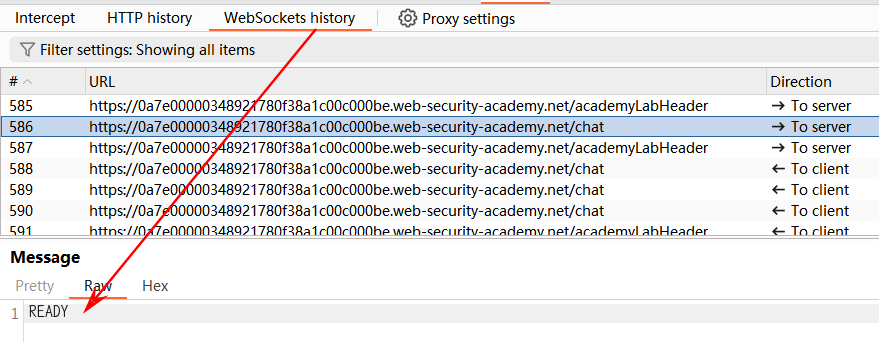 Intercept HTTP history WebSockets history Proxy settings
Filter settings: Showing all items
# URL Direction
585 https://0a7e00000348921780f38a1c00c000be.web-security-academy.net/academyLabHeader → To server
586 https://0a7e00000348921780f38a1c00c000be.web-security-academy.net/chat → To server
587 https://0a7e00000348921780f38a1c00c000be.web-security-academy.net/academyLabHeader → To server
588 https://0a7e00000348921780f38a1c00c000be.web-security-academy.net/chat ← To client
589 https://0a7e00000348921780f38a1c00c000be.web-security-academy.net/chat ← To client
590 https://0a7e00000348921780f38a1c00c000be.web-security-academy.net/chat ← To client
591 https://0a7e00000348921780f38a1c00c000be.web-security-academy.net/academyLabHeader ← To client
Message
Pretty Raw Hex
1 READY